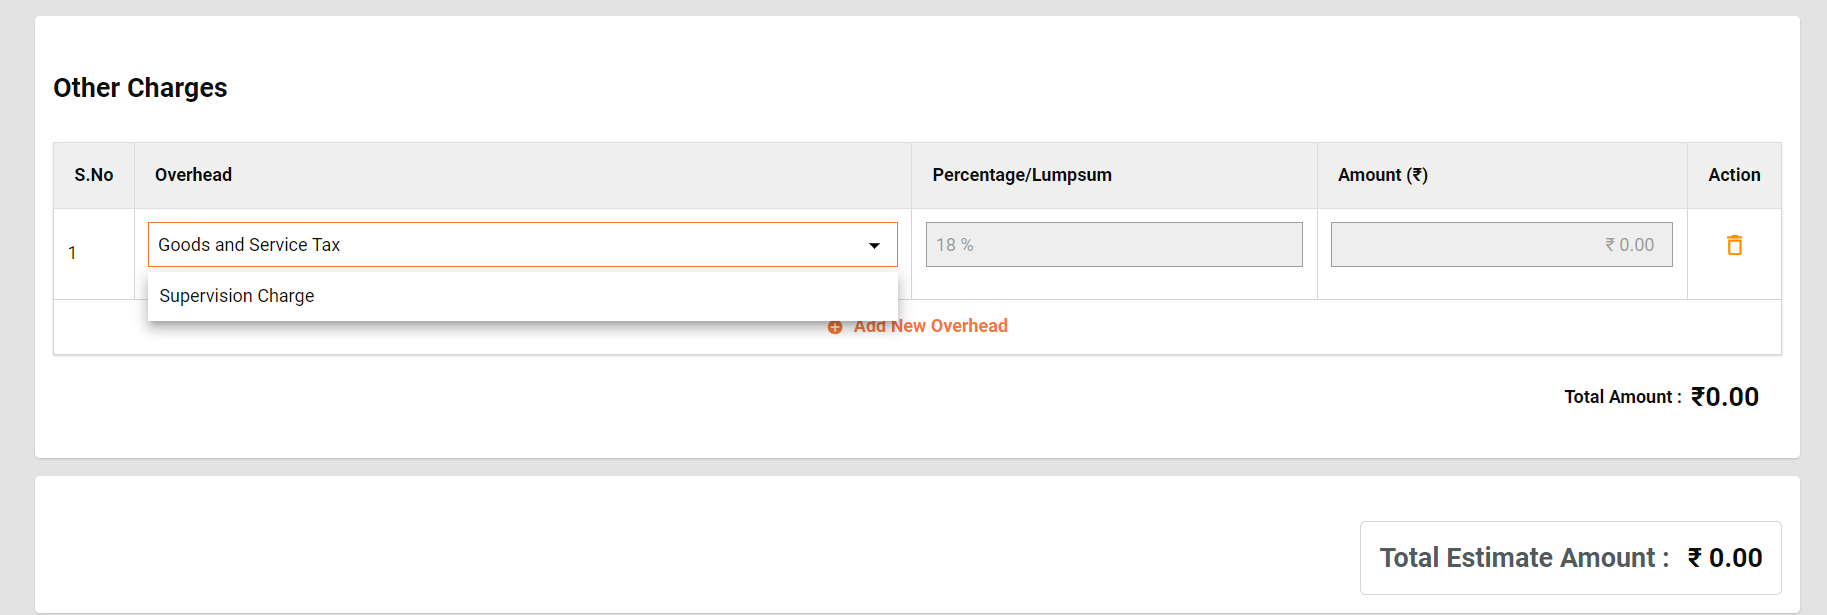 Other Charges
S.No Overhead Percentage/Lumpsum Amount (₹) Action
1 Goods and Service Tax 18 % ₹ 0.00
Supervision Charge
Add New Overhead
Total Amount : ₹0.00
Total Estimate Amount : ₹ 0.00